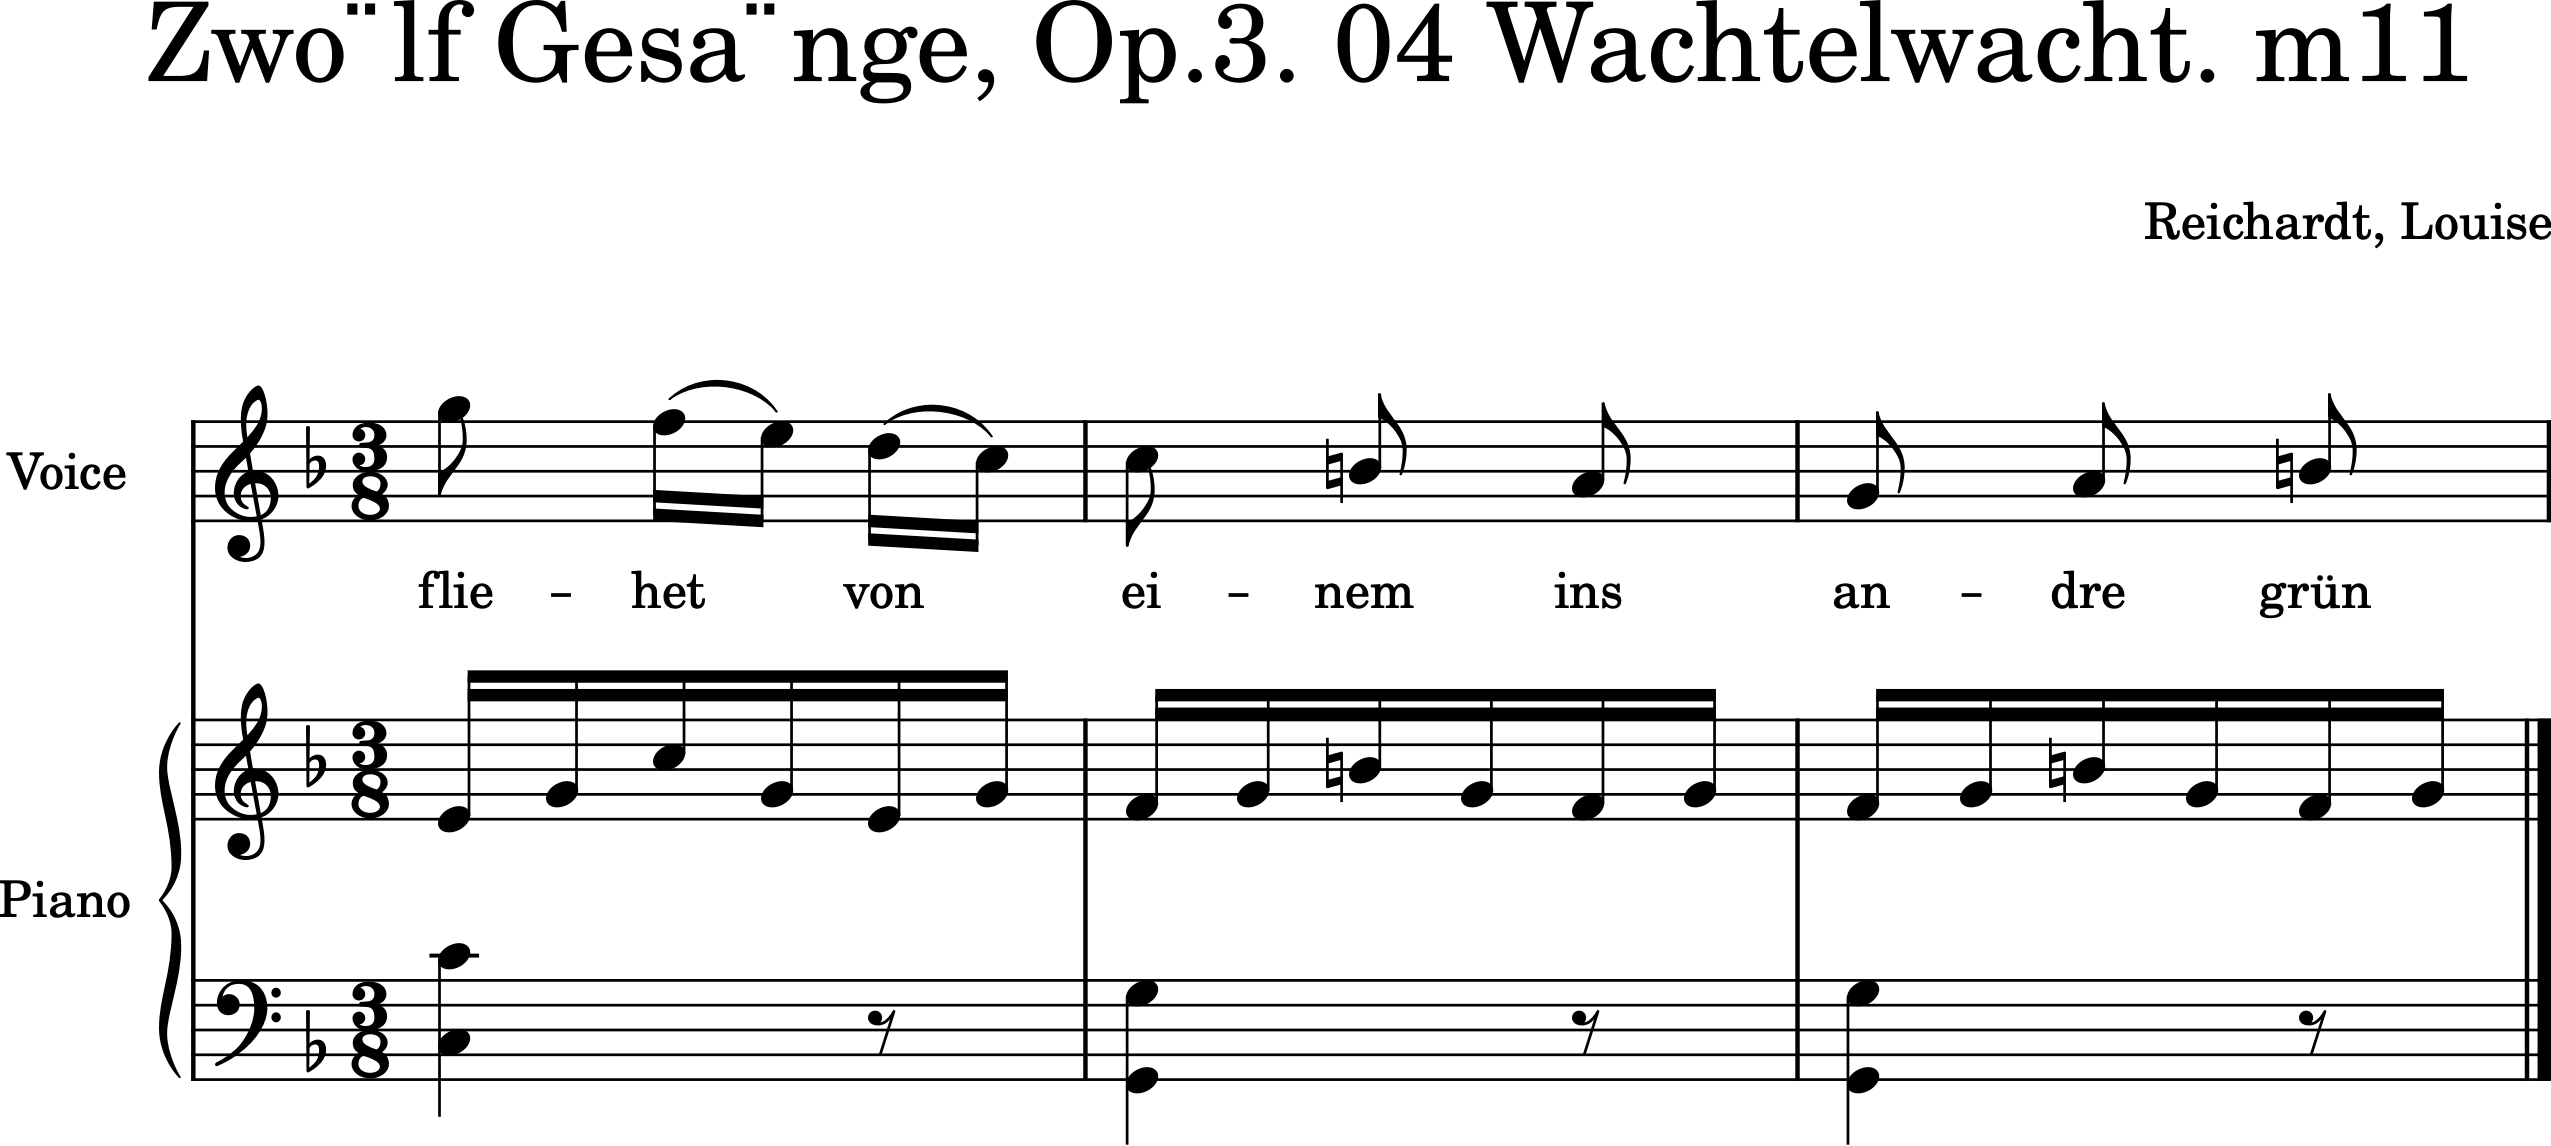 Zwo¨lf Gesa¨nge, Op.3. 04 Wachtelwacht. m11
Reichardt, Louise
Voice
flie – het von ei – nem ins an – dre grün
Piano